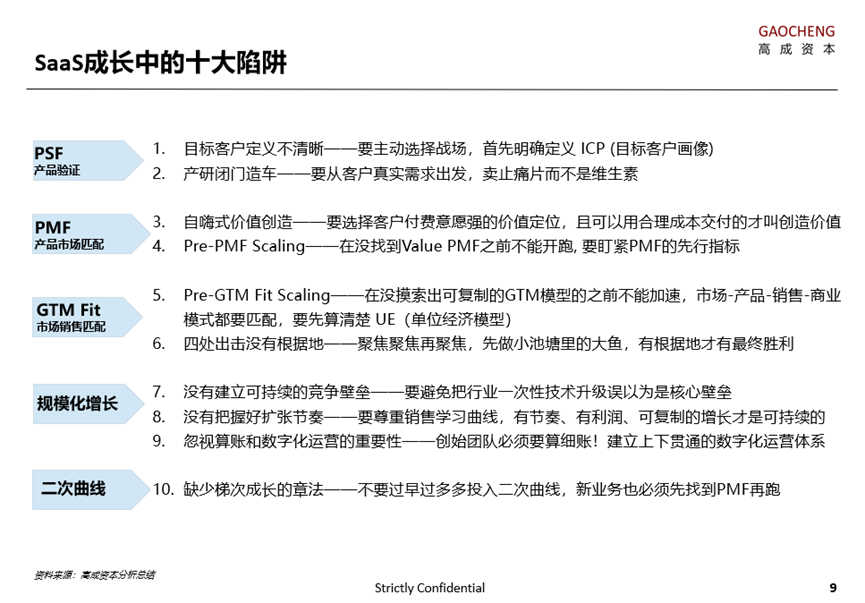 GAOCHENG
高成资本
SaaS成长中的十大陷阱
PSF
产品验证
1. 目标客户定义不清晰——要主动选择战场，首先明确定义 ICP (目标客户画像)
2. 产研闭门造车——要从客户真实需求出发，卖止痛片而不是维生素
PMF
产品市场匹配
3. 自嗨式价值创造——要选择客户付费意愿强的价值定位，且可以用合理成本交付的才叫创造价值
4. Pre-PMF Scaling——在没找到Value PMF之前不能开跑, 要盯紧PMF的先行指标
GTM Fit
市场销售匹配
5. Pre-GTM Fit Scaling——在没摸索出可复制的GTM模型的之前不能加速，市场-产品-销售-商业
模式都要匹配，要先算清楚 UE（单位经济模型）
6. 四处出击没有根据地——聚焦聚焦再聚焦，先做小池塘里的大鱼，有根据地才有最终胜利
规模化增长
7. 没有建立可持续的竞争壁垒——要避免把行业一次性技术升级误以为是核心壁垒
8. 没有把握好扩张节奏——要尊重销售学习曲线，有节奏、有利润、可复制的增长才是可持续的
9. 忽视算账和数字化运营的重要性——创始团队必须要算细账！建立上下贯通的数字化运营体系
二次曲线
10. 缺少梯次成长的章法——不要过早过多多投入二次曲线，新业务也必须先找到PMF再跑
资料来源：高成资本分析总结
Strictly Confidential
9